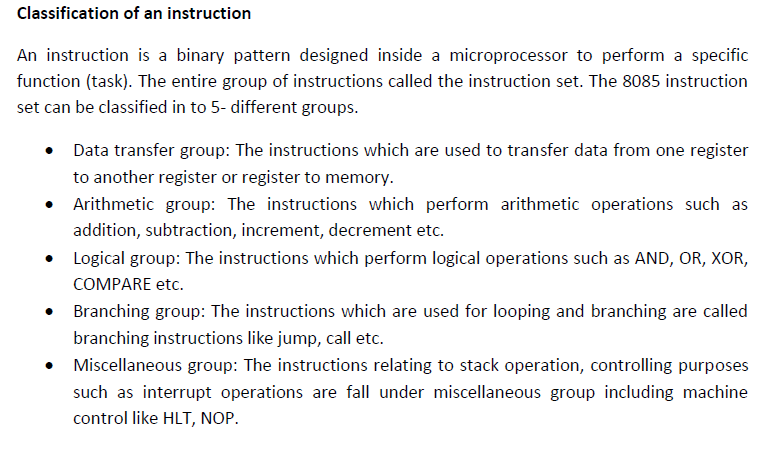 Classification of an instruction
An instruction is a binary pattern designed inside a microprocessor to perform a specific
function (task). The entire group of instructions called the instruction set. The 8085 instruction
set can be classified in to 5- different groups.
• Data transfer group: The instructions which are used to transfer data from one register
to another register or register to memory.
• Arithmetic group: The instructions which perform arithmetic operations such as
addition, subtraction, increment, decrement etc.
• Logical group: The instructions which perform logical operations such as AND, OR, XOR,
COMPARE etc.
• Branching group: The instructions which are used for looping and branching are called
branching instructions like jump, call etc.
• Miscellaneous group: The instructions relating to stack operation, controlling purposes
such as interrupt operations are fall under miscellaneous group including machine
control like HLT, NOP.